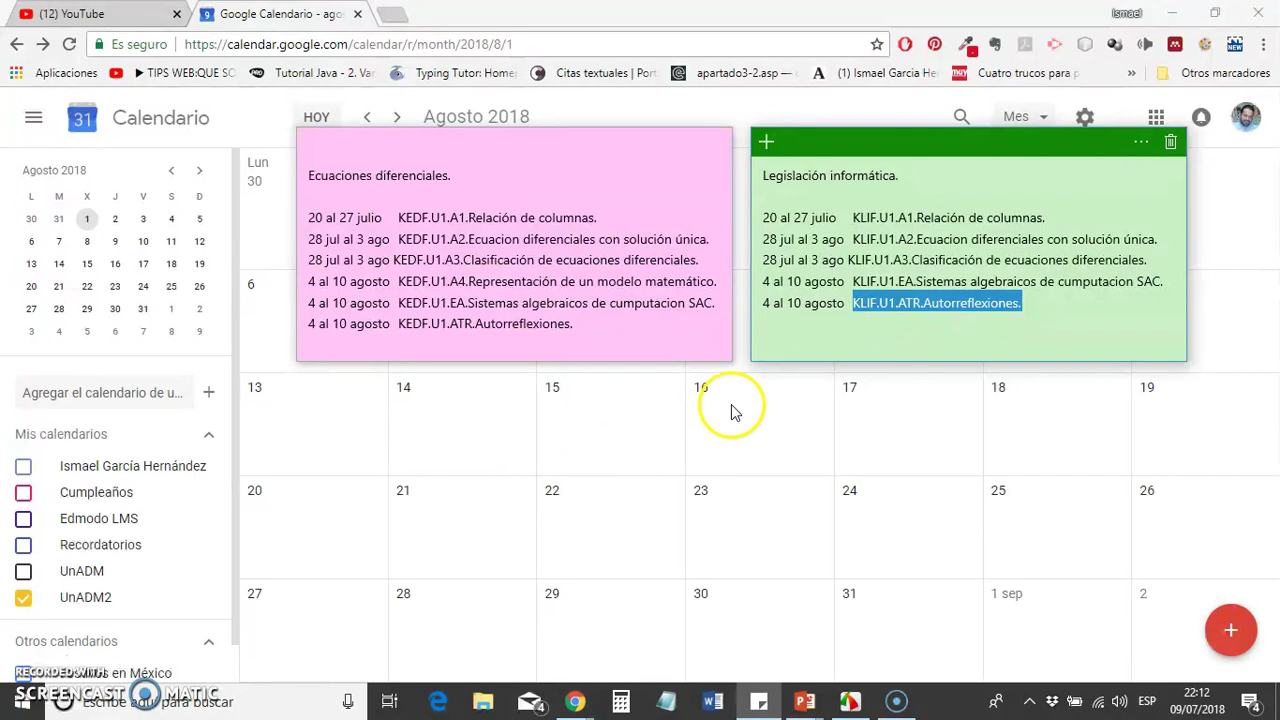 (12) YouTube
Google Calendario - ago
Ismael
Es seguro
https://calendar.google.com/calendar/r/month/2018/8/1
Aplicaciones
TIPS WEB:QUE SO
Tutorial Java - 2. Var
Typing Tutor: Home
Citas textuales | Port
apartado3-2.asp —
(1) Ismael Garcia Her
Cuatro trucos para p
»
Otros marcadores
31
Calendario
HOY
Agosto 2018
Mes
Agosto 2018
L M X J V S D
30 31 1 2 3 4 5
6 7 8 9 10 11 12
13 14 15 16 17 18 19
20 21 22 23 24 25 26
27 28 29 30 31 1 2
3 4 5 6 7 8 9
Agregar el calendario de u...
Mis calendarios
Ismael García Hernández
Cumpleaños
Edmodo LMS
Recordatorios
UnADM
UnADM2
Otros calendarios
Lun
30
6
Ecuaciones diferenciales.
20 al 27 julio KEDF.U1.A1.Relación de columnas.
28 jul al 3 ago KEDF.U1.A2.Ecuacion diferenciales con solución única.
28 jul al 3 ago KEDF.U1.A3.Clasificación de ecuaciones diferenciales.
4 al 10 agosto KEDF.U1.A4.Representación de un modelo matemático.
4 al 10 agosto KEDF.U1.EA.Sistemas algebraicos de cumputacion SAC.
4 al 10 agosto KEDF.U1.ATR.Autorreflexiones.
Legislación informática.
20 al 27 julio KLIF.U1.A1.Relación de columnas.
28 jul al 3 ago KLIF.U1.A2.Ecuacion diferenciales con solución única.
28 jul al 3 ago KLIF.U1.A3.Clasificación de ecuaciones diferenciales.
4 al 10 agosto KLIF.U1.EA.Sistemas algebraicos de cumputacion SAC.
4 al 10 agosto KLIF.U1.ATR.Autorreflexiones.
13 14 15 16 17 18 19
20 21 22 23 24 25 26
27 28 29 30 31 1 sep 2
en México
RECORDED WITH
SCREENCAST MATIC
Escribe aquí para buscar
4
ESP
22:12
09/07/2018
4